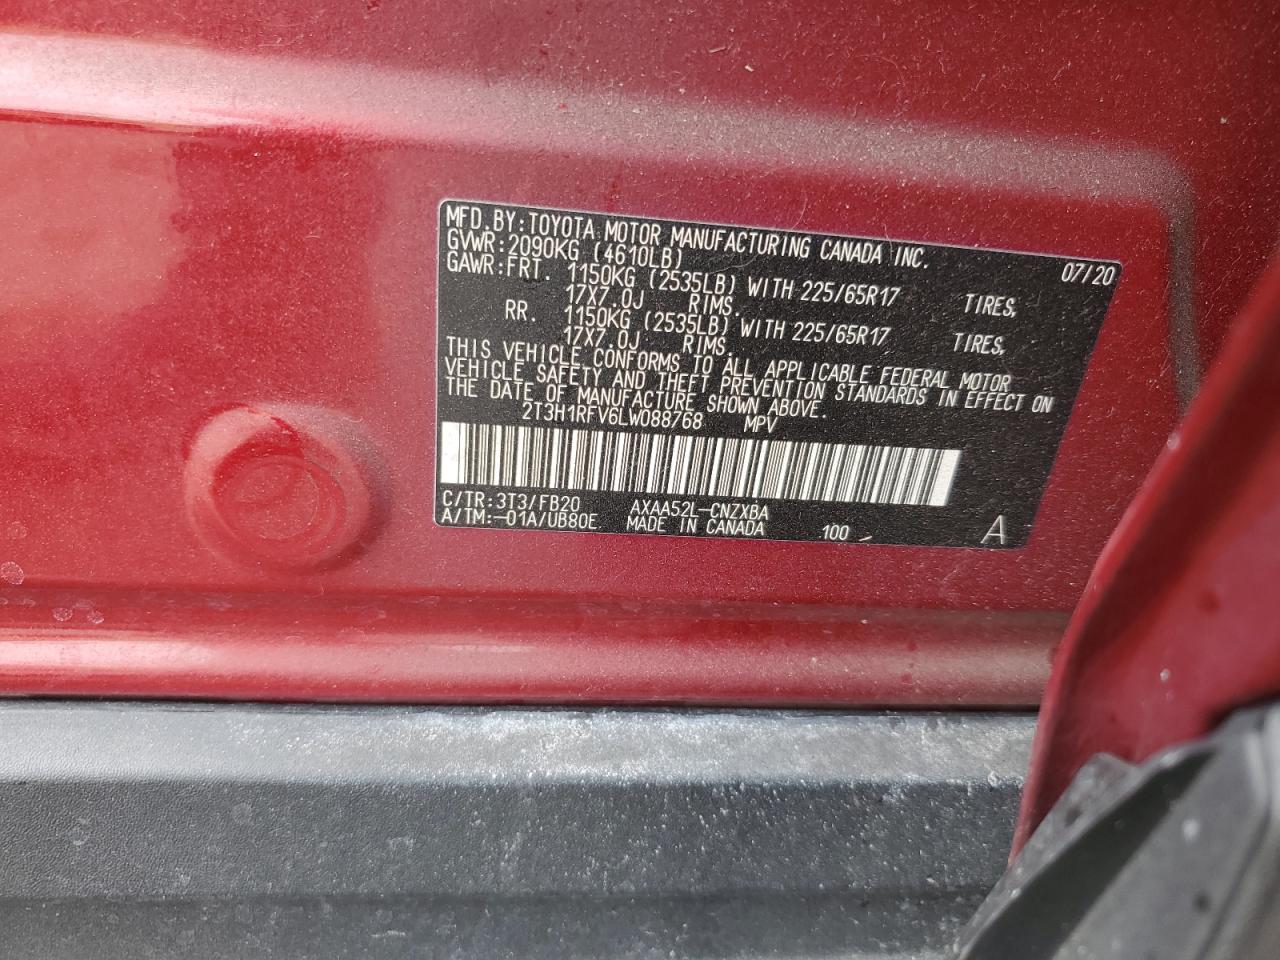 MFD. BY: TOYOTA MOTOR MANUFACTURING CANADA INC. 07/20
GVWR: 2090KG (4610LB)
GAWR: FRT. 1150KG (2535LB) WITH 225/65R17 TIRES,
17X7.0J RIMS.
RR. 1150KG (2535LB) WITH 225/65R17 TIRES,
17X7.0J RIMS.
THIS VEHICLE CONFORMS TO ALL APPLICABLE FEDERAL MOTOR
VEHICLE SAFETY AND THEFT PREVENTION STANDARDS IN EFFECT ON
THE DATE OF MANUFACTURE SHOWN ABOVE.
2T3H1RFV6LW088768 MPV
C/TR: 3T3/FB20 AXAA52L-CNZXBA
A/TM: -01A/UB80E MADE IN CANADA 100 A